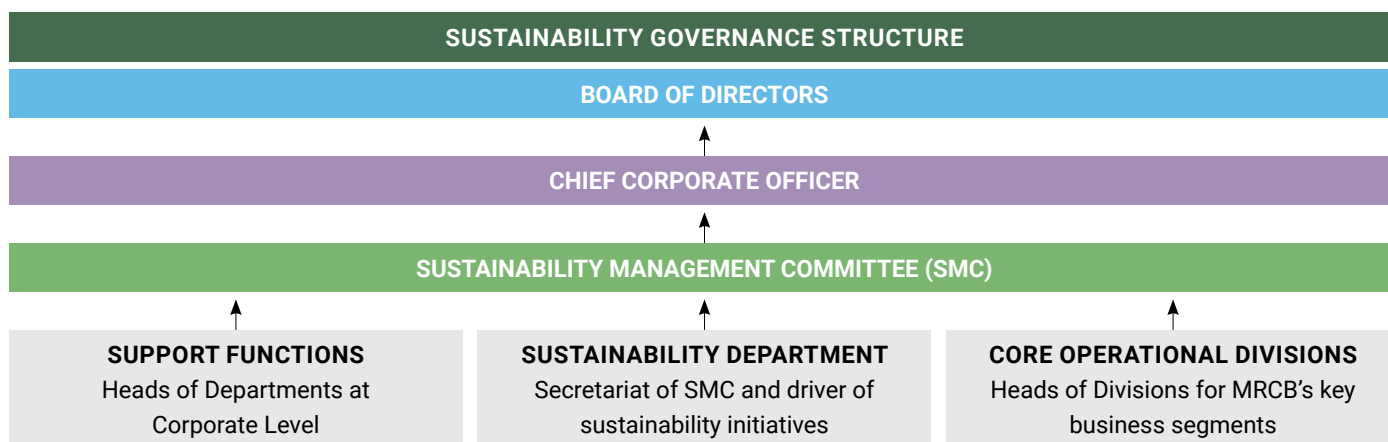 SUSTAINABILITY GOVERNANCE STRUCTURE
BOARD OF DIRECTORS
CHIEF CORPORATE OFFICER
SUSTAINABILITY MANAGEMENT COMMITTEE (SMC)
SUPPORT FUNCTIONS
Heads of Departments at
Corporate Level
SUSTAINABILITY DEPARTMENT
Secretariat of SMC and driver of
sustainability initiatives
CORE OPERATIONAL DIVISIONS
Heads of Divisions for MRCB’s key
business segments